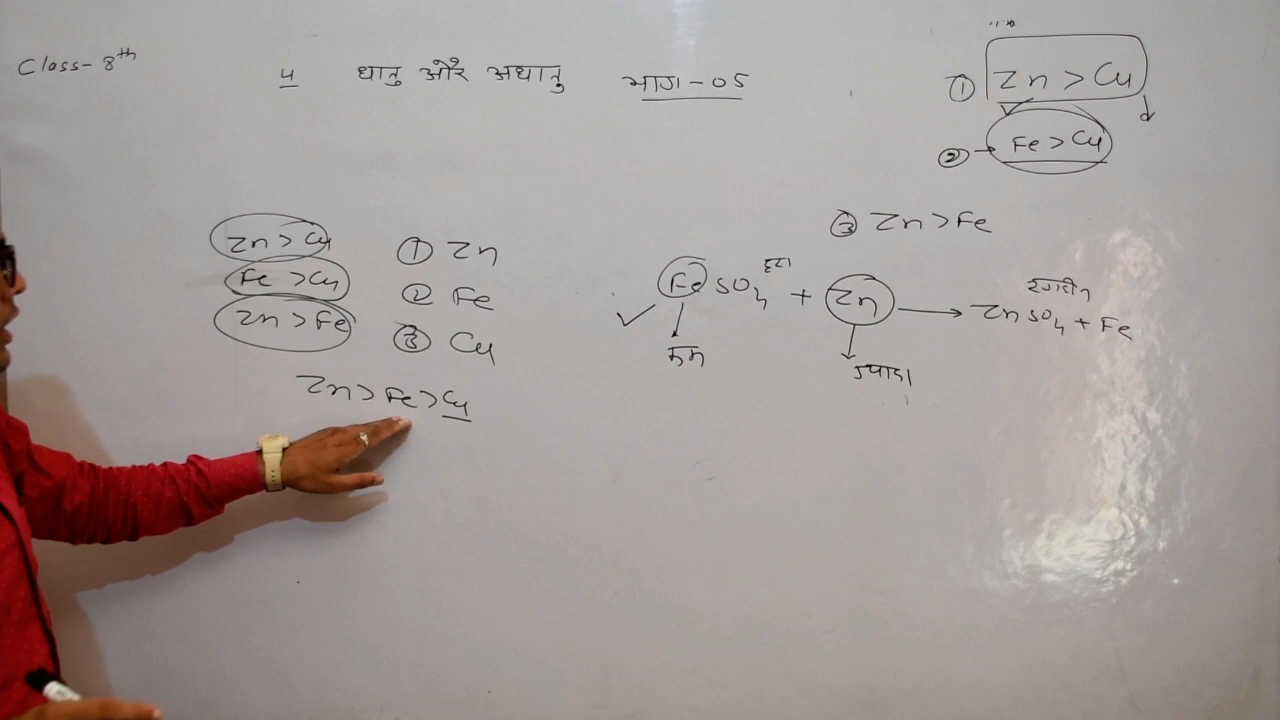 Class- 8th
4 धातु और अधातु भाग - 05
① Zn > Cu
② → Fe > Cu
③ Zn > Fe
Zn > Cu
Fe > Cu
Zn > Fe
① Zn
② Fe
③ Cu
Zn > Fe > Cu
हरा रंगहीन
FeSO4 + Zn → ZnSO4 + Fe
कम ज्यादा